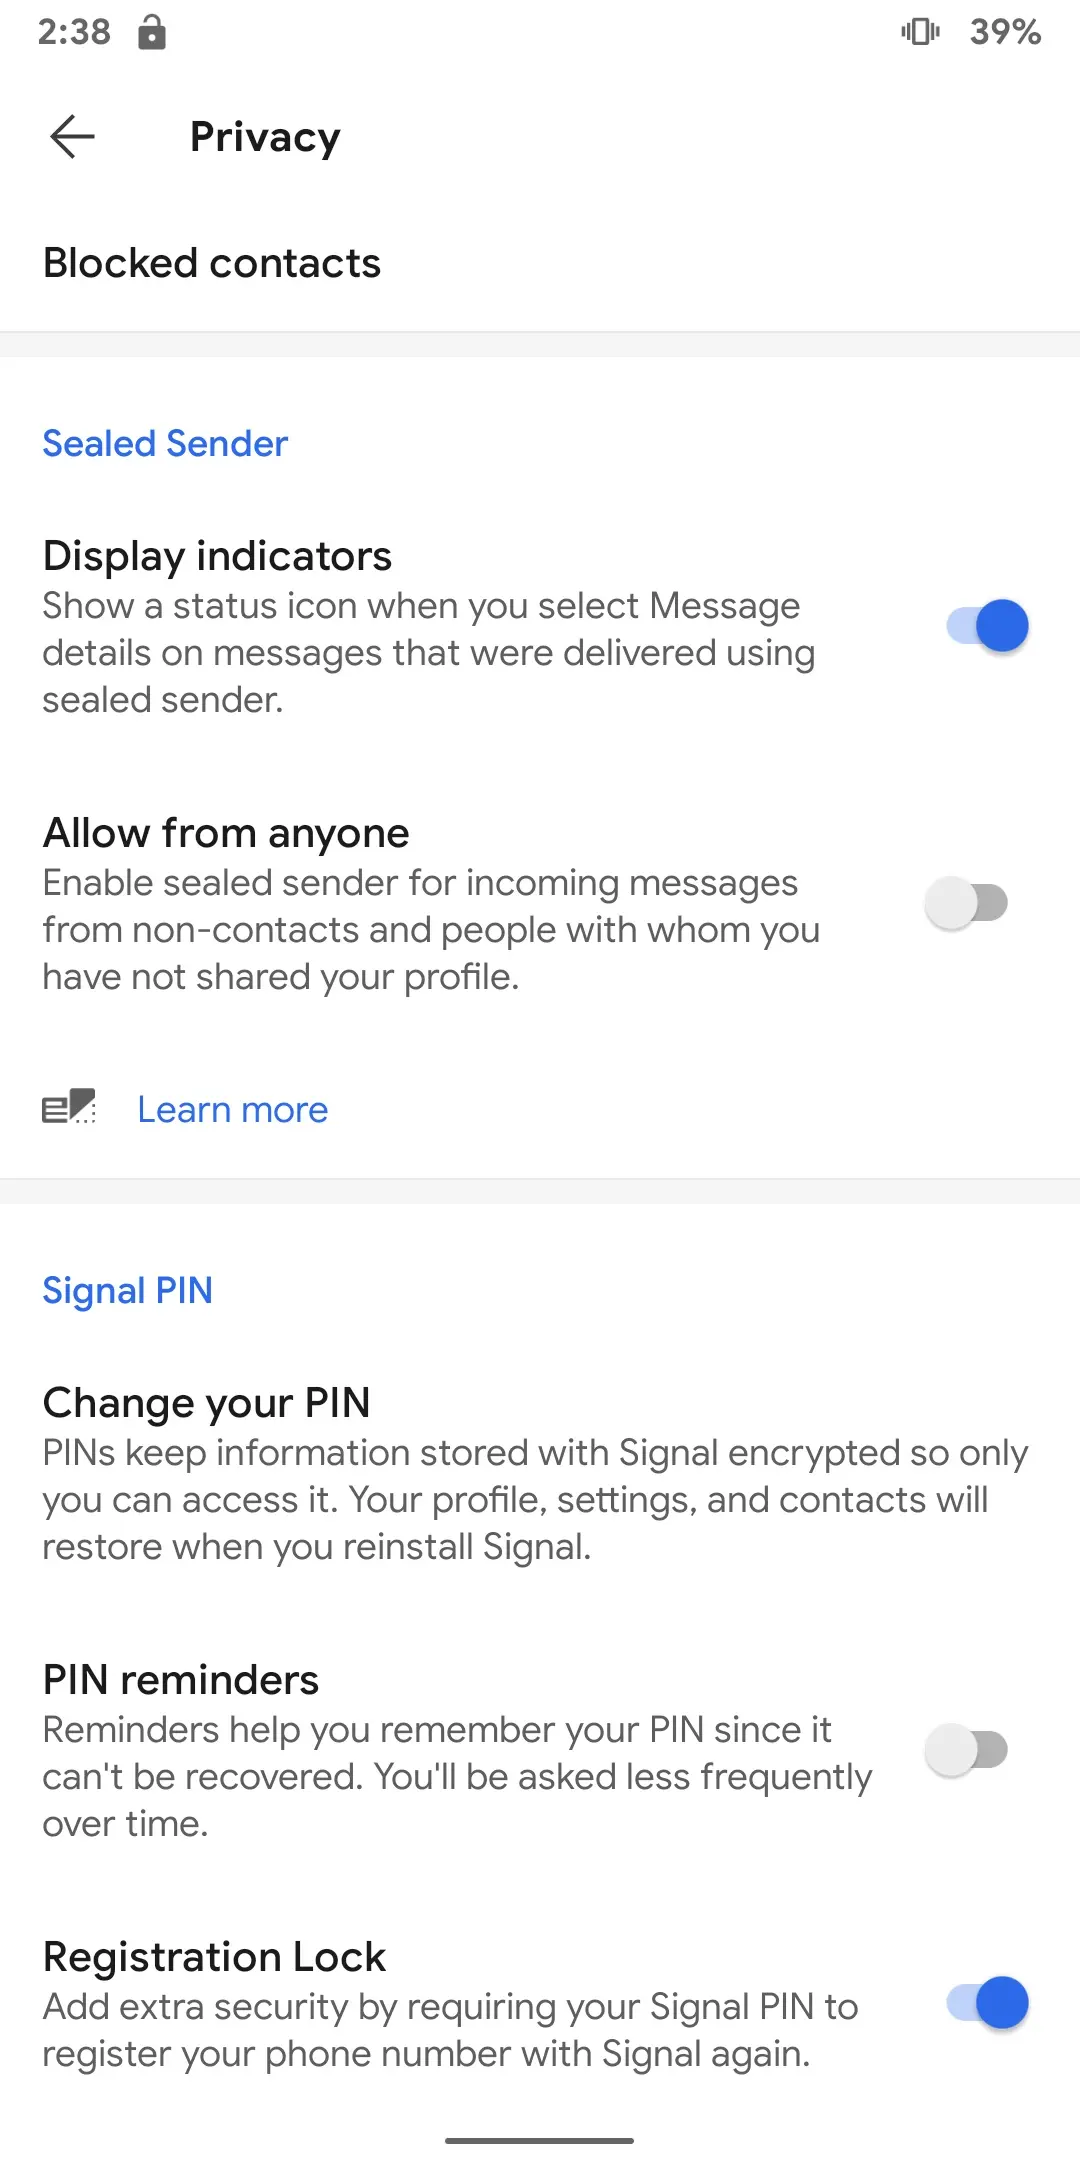 2:38
39%
Privacy
Blocked contacts
Sealed Sender
Display indicators
Show a status icon when you select Message
details on messages that were delivered using
sealed sender.
Allow from anyone
Enable sealed sender for incoming messages
from non-contacts and people with whom you
have not shared your profile.
Learn more
Signal PIN
Change your PIN
PINs keep information stored with Signal encrypted so only
you can access it. Your profile, settings, and contacts will
restore when you reinstall Signal.
PIN reminders
Reminders help you remember your PIN since it
can't be recovered. You'll be asked less frequently
over time.
Registration Lock
Add extra security by requiring your Signal PIN to
register your phone number with Signal again.